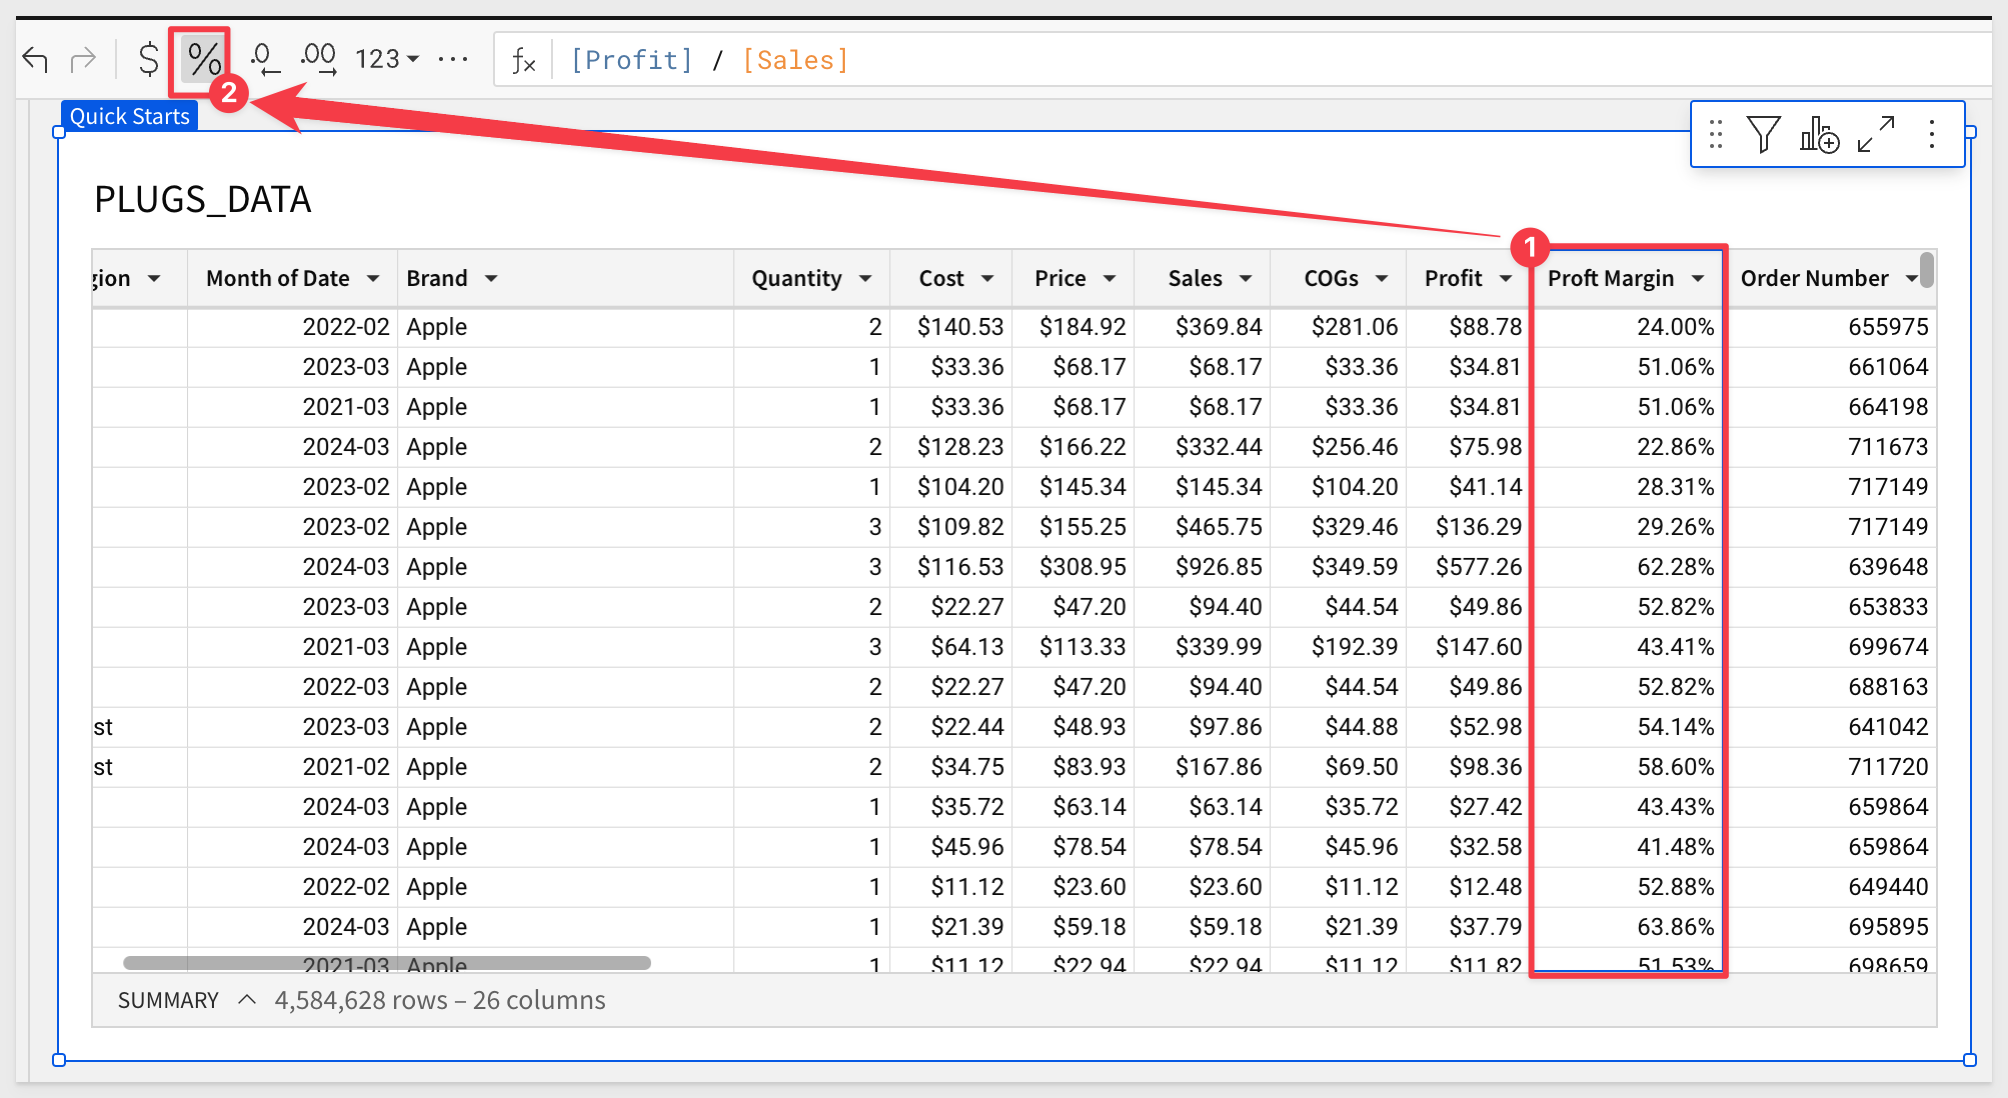 $ % .0 .00 123 ... fx [Profit] / [Sales]
2
Quick Starts
PLUGS_DATA
1
gion Month of Date Brand Quantity Cost Price Sales COGs Profit Proft Margin Order Number
2022-02 Apple 2 $140.53 $184.92 $369.84 $281.06 $88.78 24.00% 655975
2023-03 Apple 1 $33.36 $68.17 $68.17 $33.36 $34.81 51.06% 661064
2021-03 Apple 1 $33.36 $68.17 $68.17 $33.36 $34.81 51.06% 664198
2024-03 Apple 2 $128.23 $166.22 $332.44 $256.46 $75.98 22.86% 711673
2023-02 Apple 1 $104.20 $145.34 $145.34 $104.20 $41.14 28.31% 717149
2023-02 Apple 3 $109.82 $155.25 $465.75 $329.46 $136.29 29.26% 717149
2024-03 Apple 3 $116.53 $308.95 $926.85 $349.59 $577.26 62.28% 639648
2023-03 Apple 2 $22.27 $47.20 $94.40 $44.54 $49.86 52.82% 653833
2021-03 Apple 3 $64.13 $113.33 $339.99 $192.39 $147.60 43.41% 699674
2022-03 Apple 2 $22.27 $47.20 $94.40 $44.54 $49.86 52.82% 688163
st 2023-03 Apple 2 $22.44 $48.93 $97.86 $44.88 $52.98 54.14% 641042
st 2021-02 Apple 2 $34.75 $83.93 $167.86 $69.50 $98.36 58.60% 711720
2024-03 Apple 1 $35.72 $63.14 $63.14 $35.72 $27.42 43.43% 659864
2024-03 Apple 1 $45.96 $78.54 $78.54 $45.96 $32.58 41.48% 659864
2022-02 Apple 1 $11.12 $23.60 $23.60 $11.12 $12.48 52.88% 649440
2024-03 Apple 1 $21.39 $59.18 $59.18 $21.39 $37.79 63.86% 695895
2021-03 Apple 1 $11.12 $22.94 $22.94 $11.12 $11.82 51.53% 698659
SUMMARY 4,584,628 rows – 26 columns